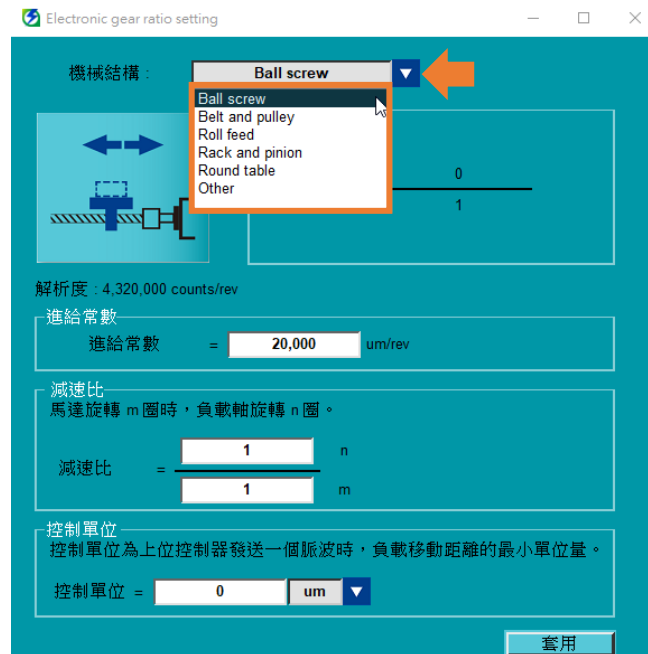 Electronic gear ratio setting
機械結構 :
Ball screw
Ball screw
Belt and pulley
Roll feed
Rack and pinion
Round table
Other
0
1
解析度 : 4,320,000 counts/rev
進給常數
進給常數 = 20,000 um/rev
減速比
馬達旋轉 m 圈時，負載軸旋轉 n 圈。
1 n
減速比 =
1 m
控制單位
控制單位為上位控制器發送一個脈波時，負載移動距離的最小單位量。
控制單位 = 0 um
套用